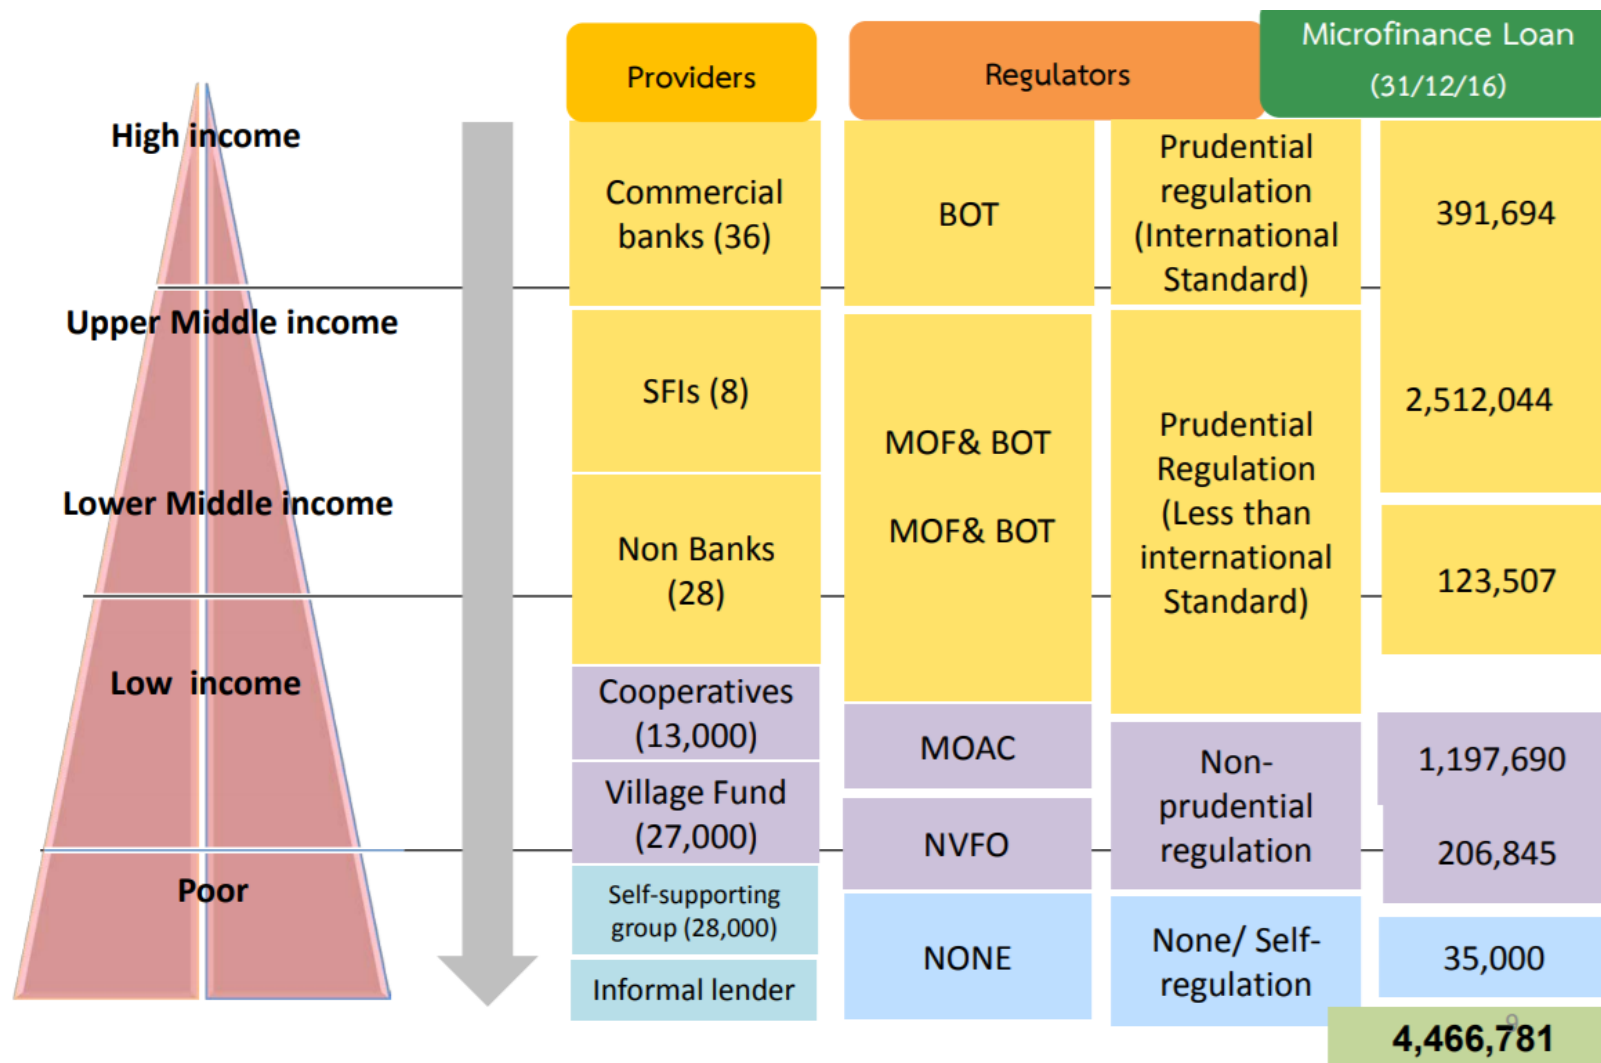 Providers
Regulators
Microfinance Loan
(31/12/16)
High income
Upper Middle income
Lower Middle income
Low income
Poor
Commercial
banks (36)
SFIs (8)
Non Banks
(28)
Cooperatives
(13,000)
Village Fund
(27,000)
Self-supporting
group (28,000)
Informal lender
BOT
MOF& BOT
MOF& BOT
MOAC
NVFO
NONE
Prudential
regulation
(International
Standard)
Prudential
Regulation
(Less than
international
Standard)
Non-
prudential
regulation
None/ Self-
regulation
391,694
2,512,044
123,507
1,197,690
206,845
35,000
9
4,466,781